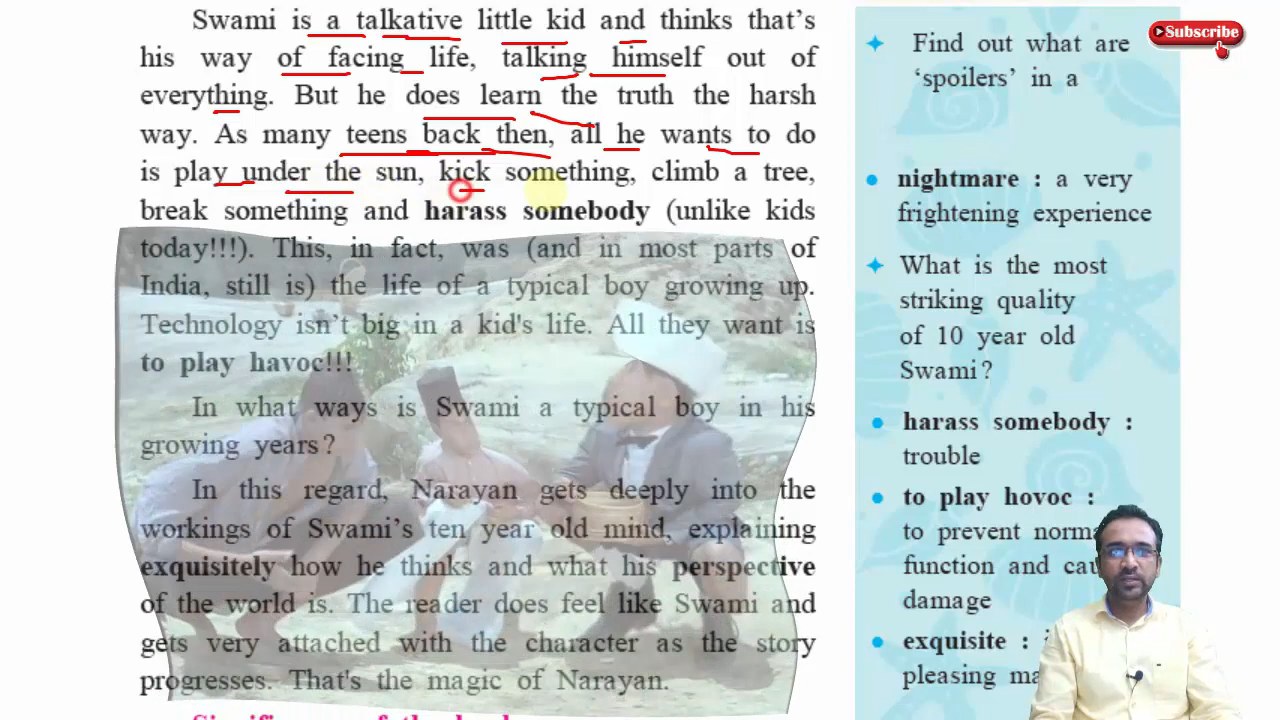 Swami is a talkative little kid and thinks that's
his way of facing life, talking himself out of
everything. But he does learn the truth the harsh
way. As many teens back then, all he wants to do
is play under the sun, kick something, climb a tree,
break something and harass somebody (unlike kids
today!!!). This, in fact, was (and in most parts of
India, still is) the life of a typical boy growing up.
Technology isn't big in a kid's life. All they want is
to play havoc!!!
In what ways is Swami a typical boy in his
growing years?
In this regard, Narayan gets deeply into the
workings of Swami's ten year old mind, explaining
exquisitely how he thinks and what his perspective
of the world is. The reader does feel like Swami and
gets very attached with the character as the story
progresses. That's the magic of Narayan.
Subscribe
Find out what are
‘spoilers’ in a
nightmare : a very
frightening experience
What is the most
striking quality
of 10 year old
Swami?
harass somebody :
trouble
to play hovoc :
to prevent
function and
damage
exquisite :
pleasing